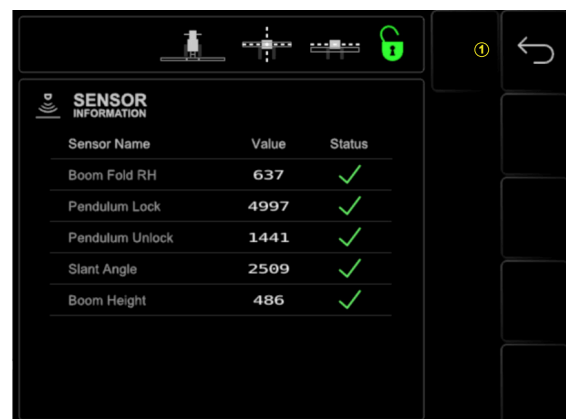 ①
SENSOR
INFORMATION
Sensor Name Value Status
Boom Fold RH 637
Pendulum Lock 4997
Pendulum Unlock 1441
Slant Angle 2509
Boom Height 486